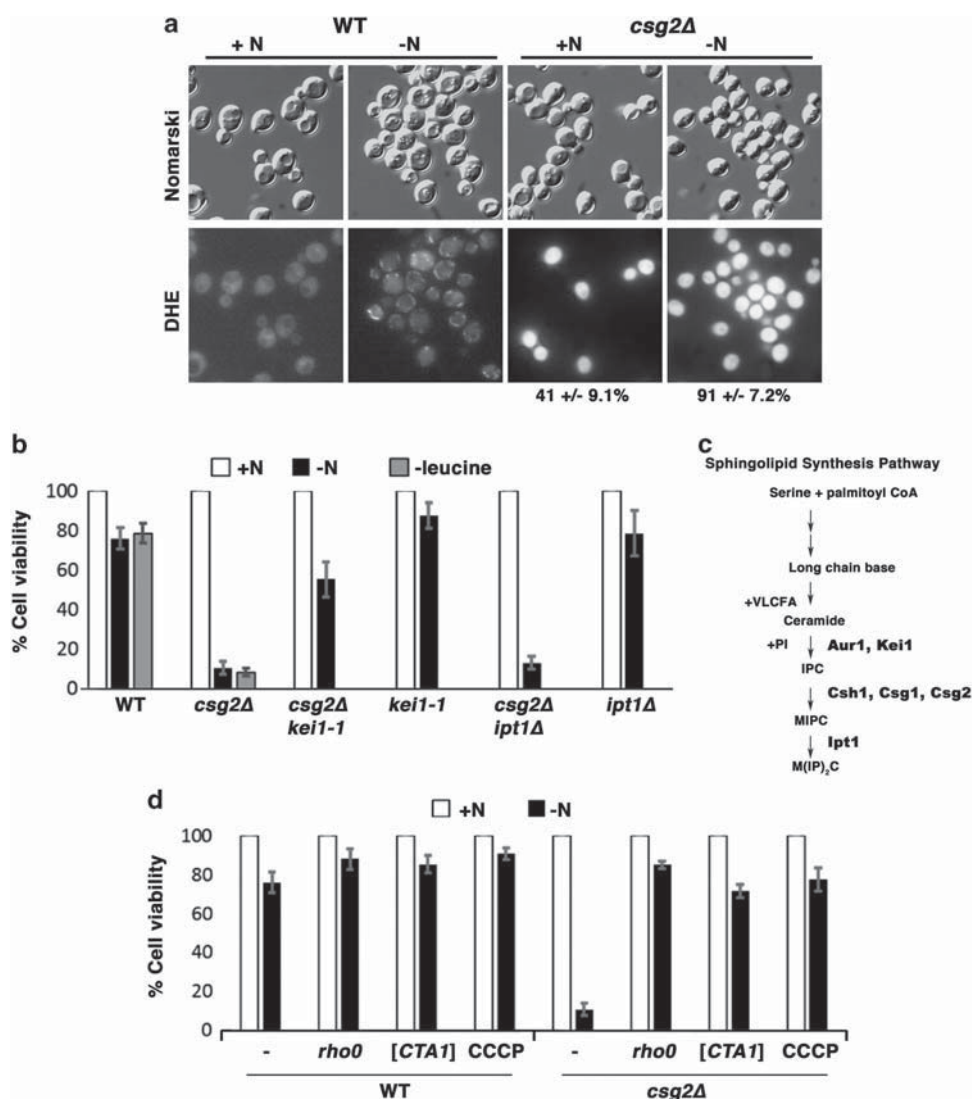 a
WT
csg2Δ
+ N
-N
+N
-N
Nomarski
DHE
41 +/- 9.1%
91 +/- 7.2%
b
+N
-N
-leucine
% Cell viability
100
80
60
40
20
0
WT
csg2Δ
csg2Δ
kei1-1
kei1-1
csg2Δ
ipt1Δ
ipt1Δ
c
Sphingolipid Synthesis Pathway
Serine + palmitoyl CoA
Long chain base
+VLCFA
Ceramide
+PI
Aur1, Kei1
IPC
Csh1, Csg1, Csg2
MIPC
Ipt1
M(IP)₂C
d
+N
-N
% Cell viability
100
80
60
40
20
0
-
rho0
[CTA1]
CCCP
-
rho0
[CTA1]
CCCP
WT
csg2Δ